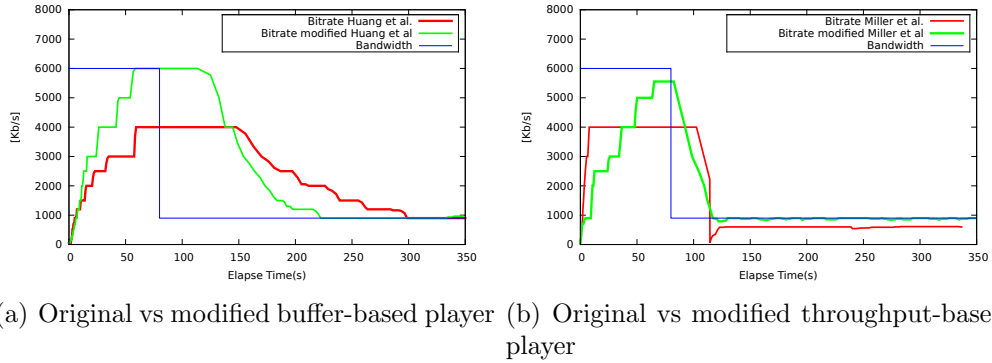 8000
7000
6000
5000
4000
3000
2000
1000
0
[Kb/s]
Bitrate Huang et al.
Bitrate modified Huang et al
Bandwidth
0 50 100 150 200 250 300 350
Elapse Time(s)
8000
7000
6000
5000
4000
3000
2000
1000
0
[Kb/s]
Bitrate Miller et al.
Bitrate modified Miller et al.
Bandwidth
0 50 100 150 200 250 300 350
Elapse Time(s)
a) Original vs modified buffer-based player
(b) Original vs modified throughput-base
player